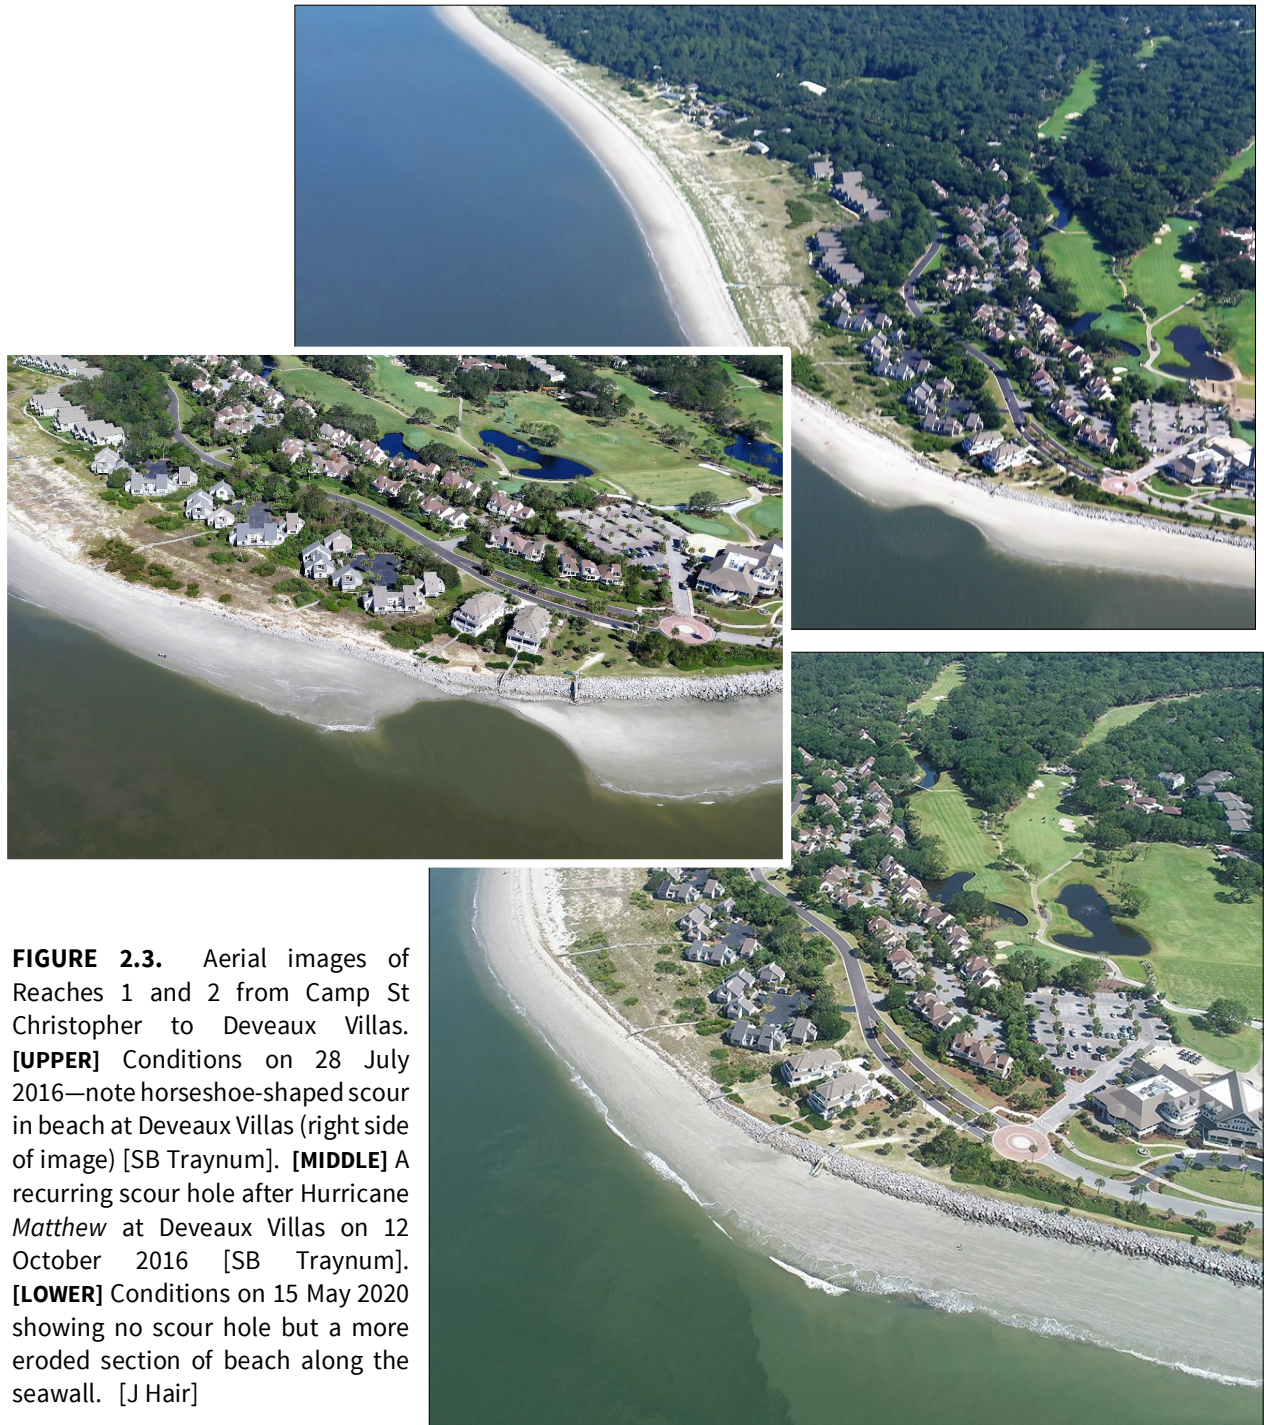 FIGURE 2.3. Aerial images of
Reaches 1 and 2 from Camp St
Christopher to Deveaux Villas.
[UPPER] Conditions on 28 July
2016—note horseshoe-shaped scour
in beach at Deveaux Villas (right side
of image) [SB Traynum]. [MIDDLE] A
recurring scour hole after Hurricane
Matthew at Deveaux Villas on 12
October 2016 [SB Traynum].
[LOWER] Conditions on 15 May 2020
showing no scour hole but a more
eroded section of beach along the
seawall. [J Hair]